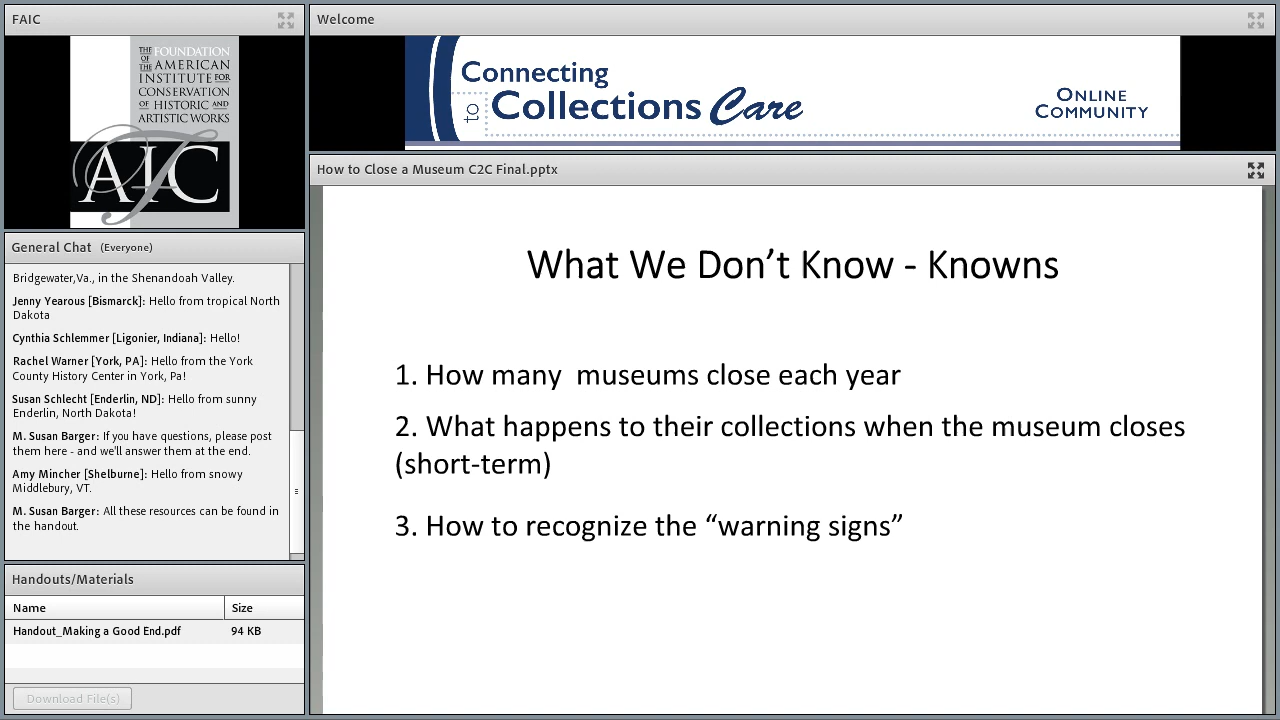 FAIC
THE FOUNDATION
OF THE AMERICAN
INSTITUTE FOR
CONSERVATION
OF HISTORIC AND
ARTISTIC WORKS
FAIC
General Chat (Everyone)
Bridgewater,Va., in the Shenandoah Valley.
Jenny Yearous [Bismarck]: Hello from tropical North
Dakota
Cynthia Schlemmer [Ligonier, Indiana]: Hello!
Rachel Warner [York, PA]: Hello from the York
County History Center in York, Pa!
Susan Schlecht [Enderlin, ND]: Hello from sunny
Enderlin, North Dakota!
M. Susan Barger: If you have questions, please post
them here - and we'll answer them at the end.
Amy Mincher [Shelburne]: Hello from snowy
Middlebury, VT.
M. Susan Barger: All these resources can be found in
the handout.
Handouts/Materials
Name Size
Handout_Making a Good End.pdf 94 KB
Download File(s)
Welcome
Connecting
to Collections Care
ONLINE
COMMUNITY
How to Close a Museum C2C Final.pptx
What We Don’t Know - Knowns
1. How many  museums close each year
2. What happens to their collections when the museum closes
(short-term)
3. How to recognize the “warning signs”